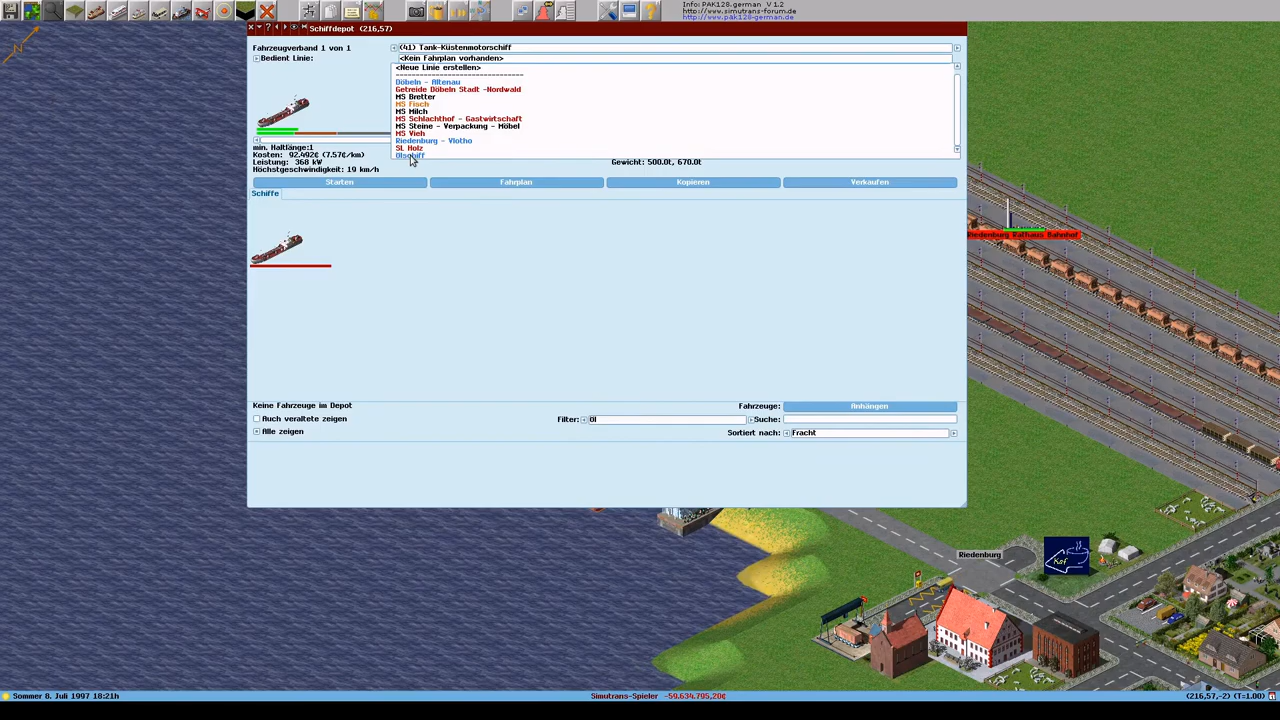 Info: PAK128.german V 1.2
http://www.simutrans-forum.de
http://www.pak128-german.de
Schiffdepot (216,57)
Fahrzeugverband 1 von 1
(41) Tank-Küstenmotorschiff
Bedient Linie:
<Kein Fahrplan vorhanden>
<Neue Linie erstellen>
--------------------------------
Döbeln - Altenau
Getreide Döbeln Stadt -Nordwald
MS Bretter
MS Fisch
MS Milch
MS Schlachthof - Gastwirtschaft
MS Steine - Verpackung - Möbel
MS Vieh
Riedenburg - Vlotho
SL Holz
Ölschiff
min. Haltlänge:1
Kosten: 92.492¢ (7.57¢/km)
Leistung: 368 kW
Gewicht: 500.0t, 670.0t
Höchstgeschwindigkeit: 19 km/h
Starten Fahrplan Kopieren Verkaufen
Schiffe
Riedenburg Rathaus Bahnhof
Keine Fahrzeuge im Depot
Fahrzeuge: Anhängen
Auch veraltete zeigen
Filter: Öl
Suche:
Alle zeigen
Sortiert nach: Fracht
Riedenburg
Kaf
Sommer 8. Juli 1997 18:21h
Simutrans-Spieler -59.634.795,20¢
(216,57,-2) (T=1.00)